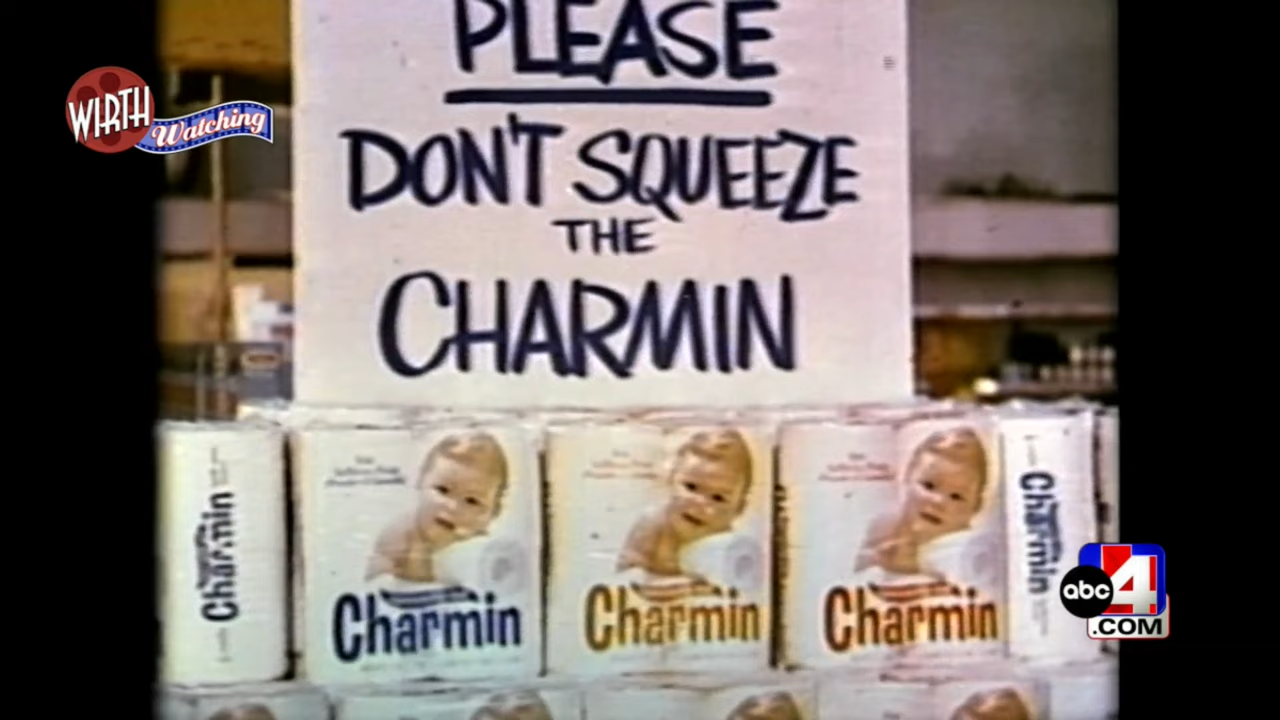 PLEASE
DON'T SQUEEZE
THE
CHARMIN
WIRTH
Watching
Charmin
Charmin
Charmin
Charmin
Charmin
abc 4
.COM